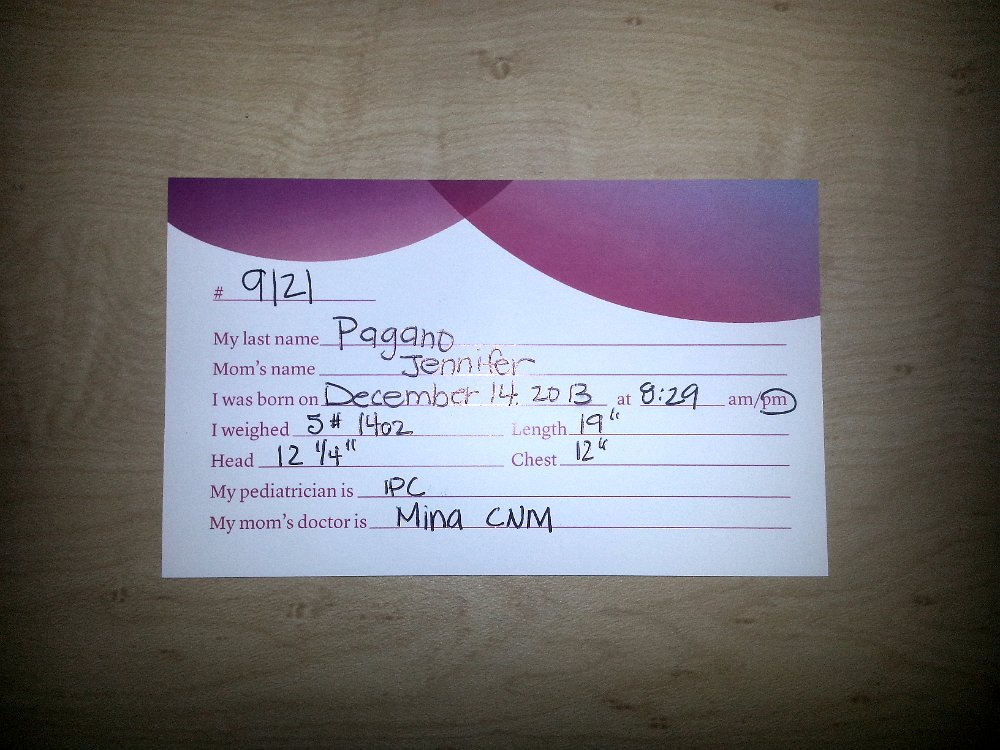 # 9121
My last name Pagano
Mom's name Jennifer
I was born on December 14. 2013 at 8:29 am/pm
I weighed 5# 14oz Length 19"
Head 12 1/4" Chest 12"
My pediatrician is IPC
My mom's doctor is Mina CNM